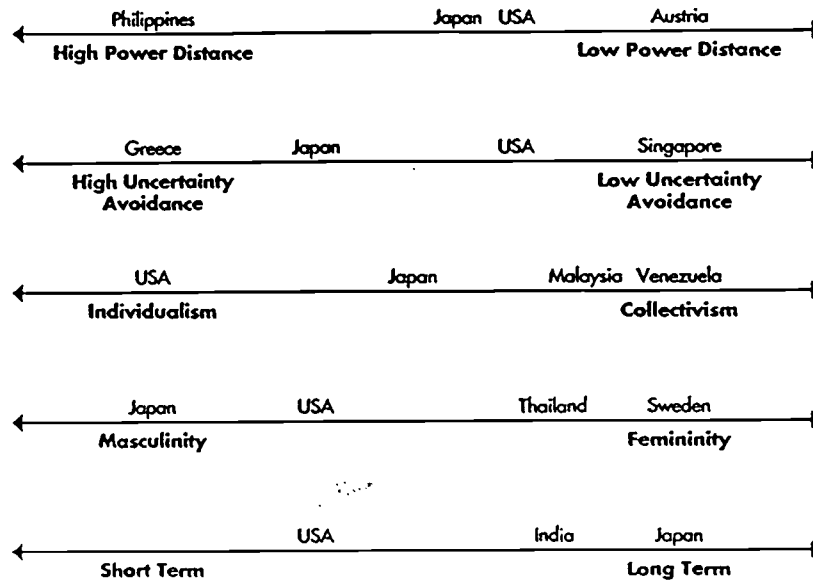 Philippines Japan USA Austria
High Power Distance Low Power Distance
Greece Japan USA Singapore
High Uncertainty Avoidance Low Uncertainty Avoidance
USA Japan Malaysia Venezuela
Individualism Collectivism
Japan USA Thailand Sweden
Masculinity Femininity
USA India Japan
Short Term Long Term